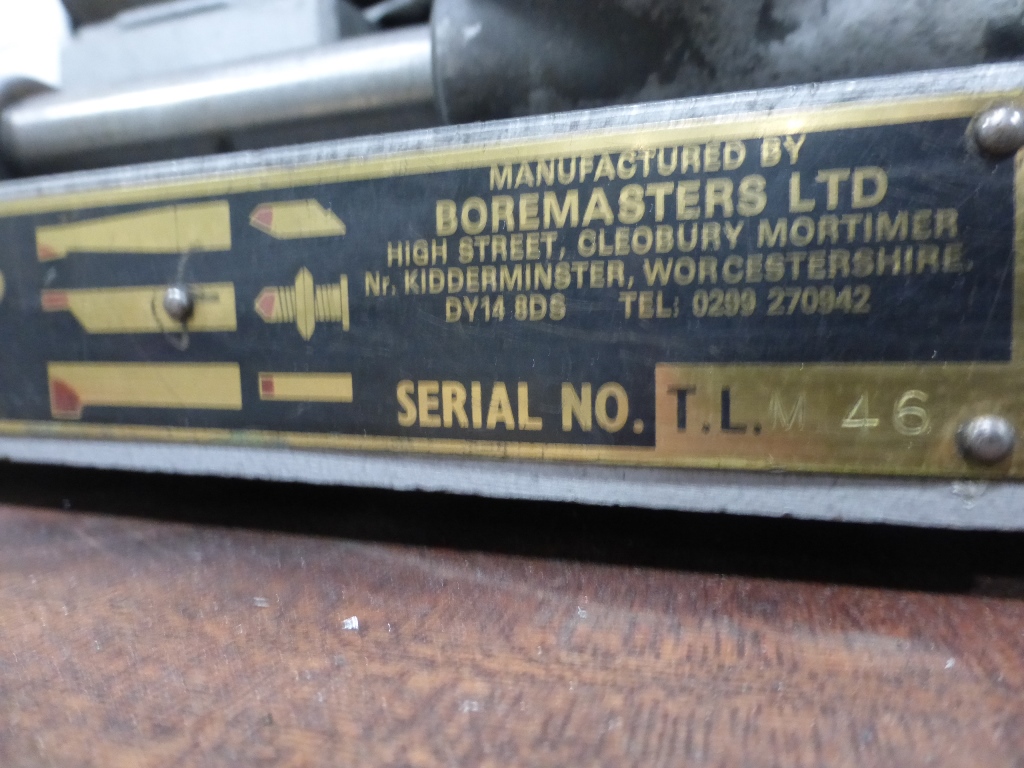 MANUFACTURED BY
BOREMASTERS LTD
HIGH STREET, CLEOBURY MORTIMER
Nr. KIDDERMINSTER, WORCESTERSHIRE.
DY14 8DS TEL: 0299 270942
SERIAL NO. T.L.M 46